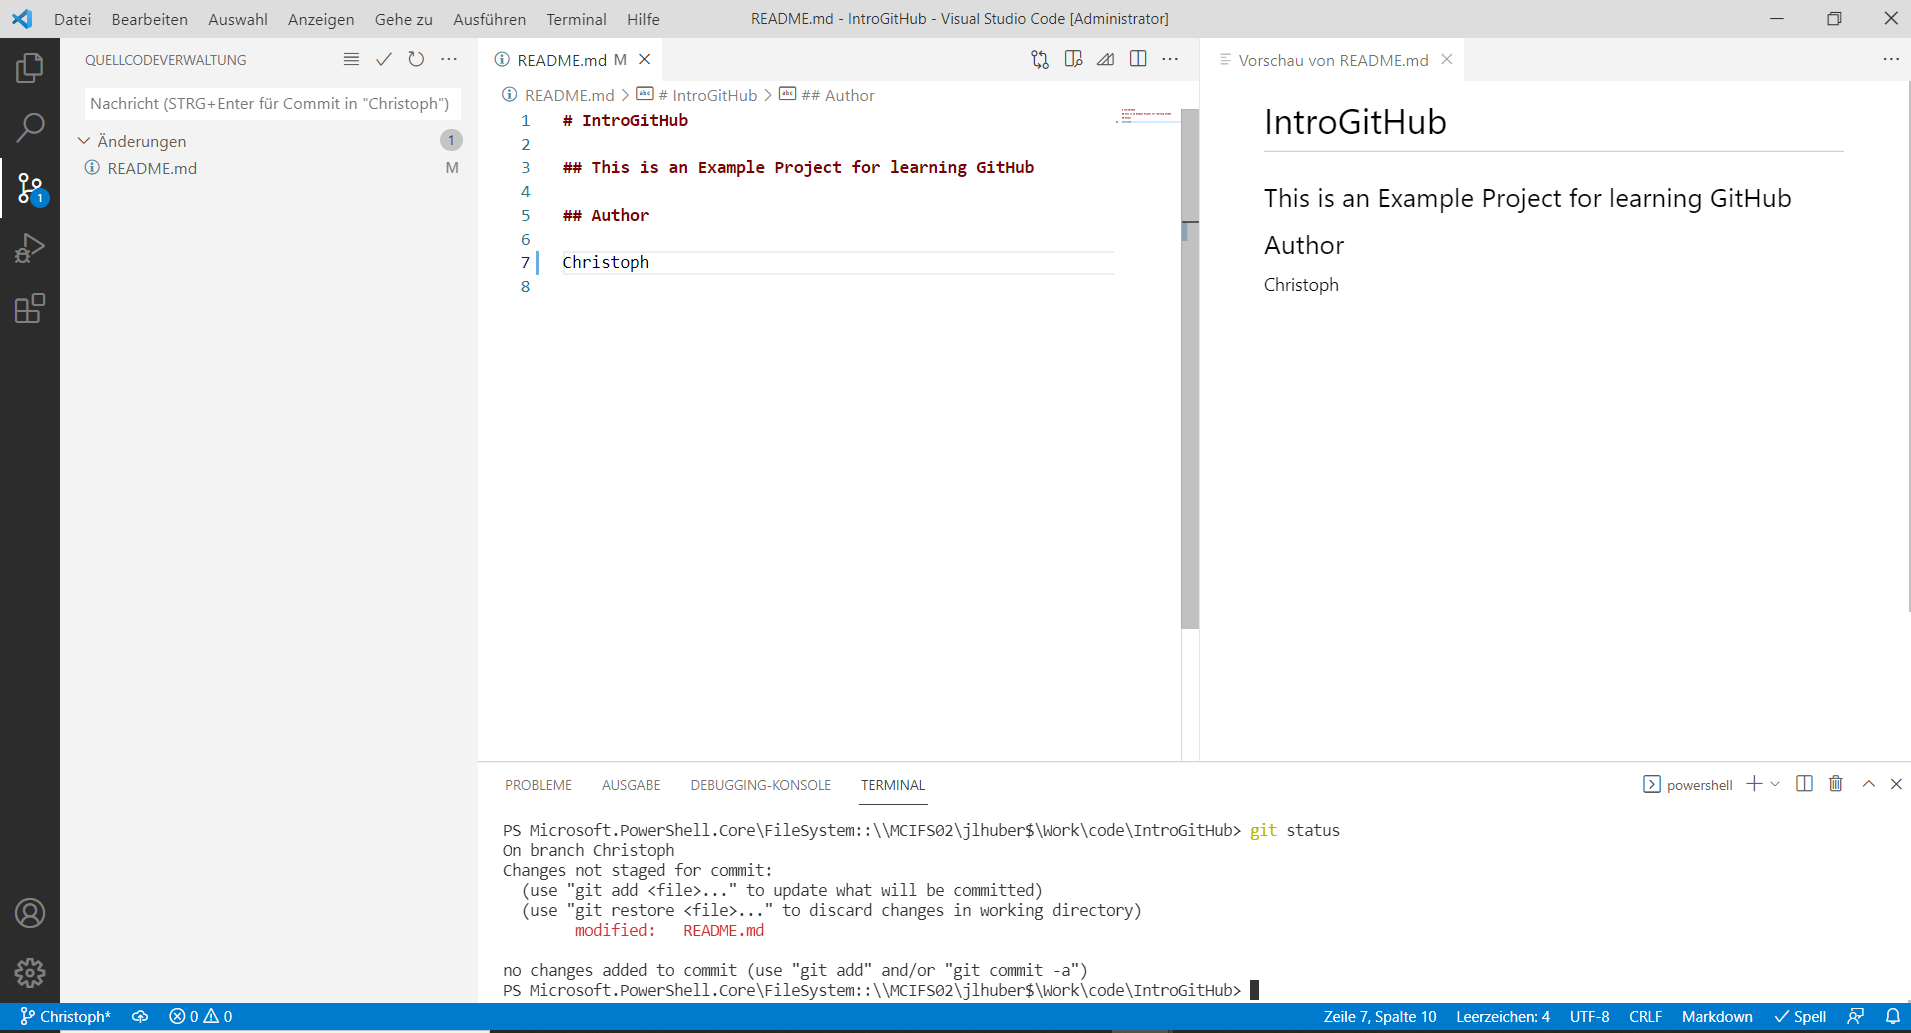 Datei Bearbeiten Auswahl Anzeigen Gehe zu Ausführen Terminal Hilfe
README.md - IntroGitHub - Visual Studio Code [Administrator]
QUELLCODEVERWALTUNG
Nachricht (STRG+Enter für Commit in "Christoph")
Änderungen 1
README.md M
1
README.md M
README.md > # IntroGitHub > ## Author
1 # IntroGitHub
2
3 ## This is an Example Project for learning GitHub
4
5 ## Author
6
7 Christoph
8
Vorschau von README.md
IntroGitHub
This is an Example Project for learning GitHub
Author
Christoph
PROBLEME AUSGABE DEBUGGING-KONSOLE TERMINAL
powershell
PS Microsoft.PowerShell.Core\FileSystem::\\MCIFS02\jlhuber$\Work\code\IntroGitHub> git status
On branch Christoph
Changes not staged for commit:
(use "git add <file>..." to update what will be committed)
(use "git restore <file>..." to discard changes in working directory)
modified: README.md
no changes added to commit (use "git add" and/or "git commit -a")
PS Microsoft.PowerShell.Core\FileSystem::\\MCIFS02\jlhuber$\Work\code\IntroGitHub>
Christoph* 0 0
Zeile 7, Spalte 10 Leerzeichen: 4 UTF-8 CRLF Markdown Spell